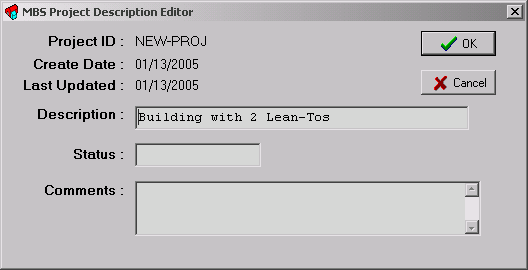 MBS Project Description Editor
Project ID : NEW-PROJ
OK
Create Date : 01/13/2005
Last Updated : 01/13/2005
Cancel
Description : Building with 2 Lean-Tos
Status :
Comments :